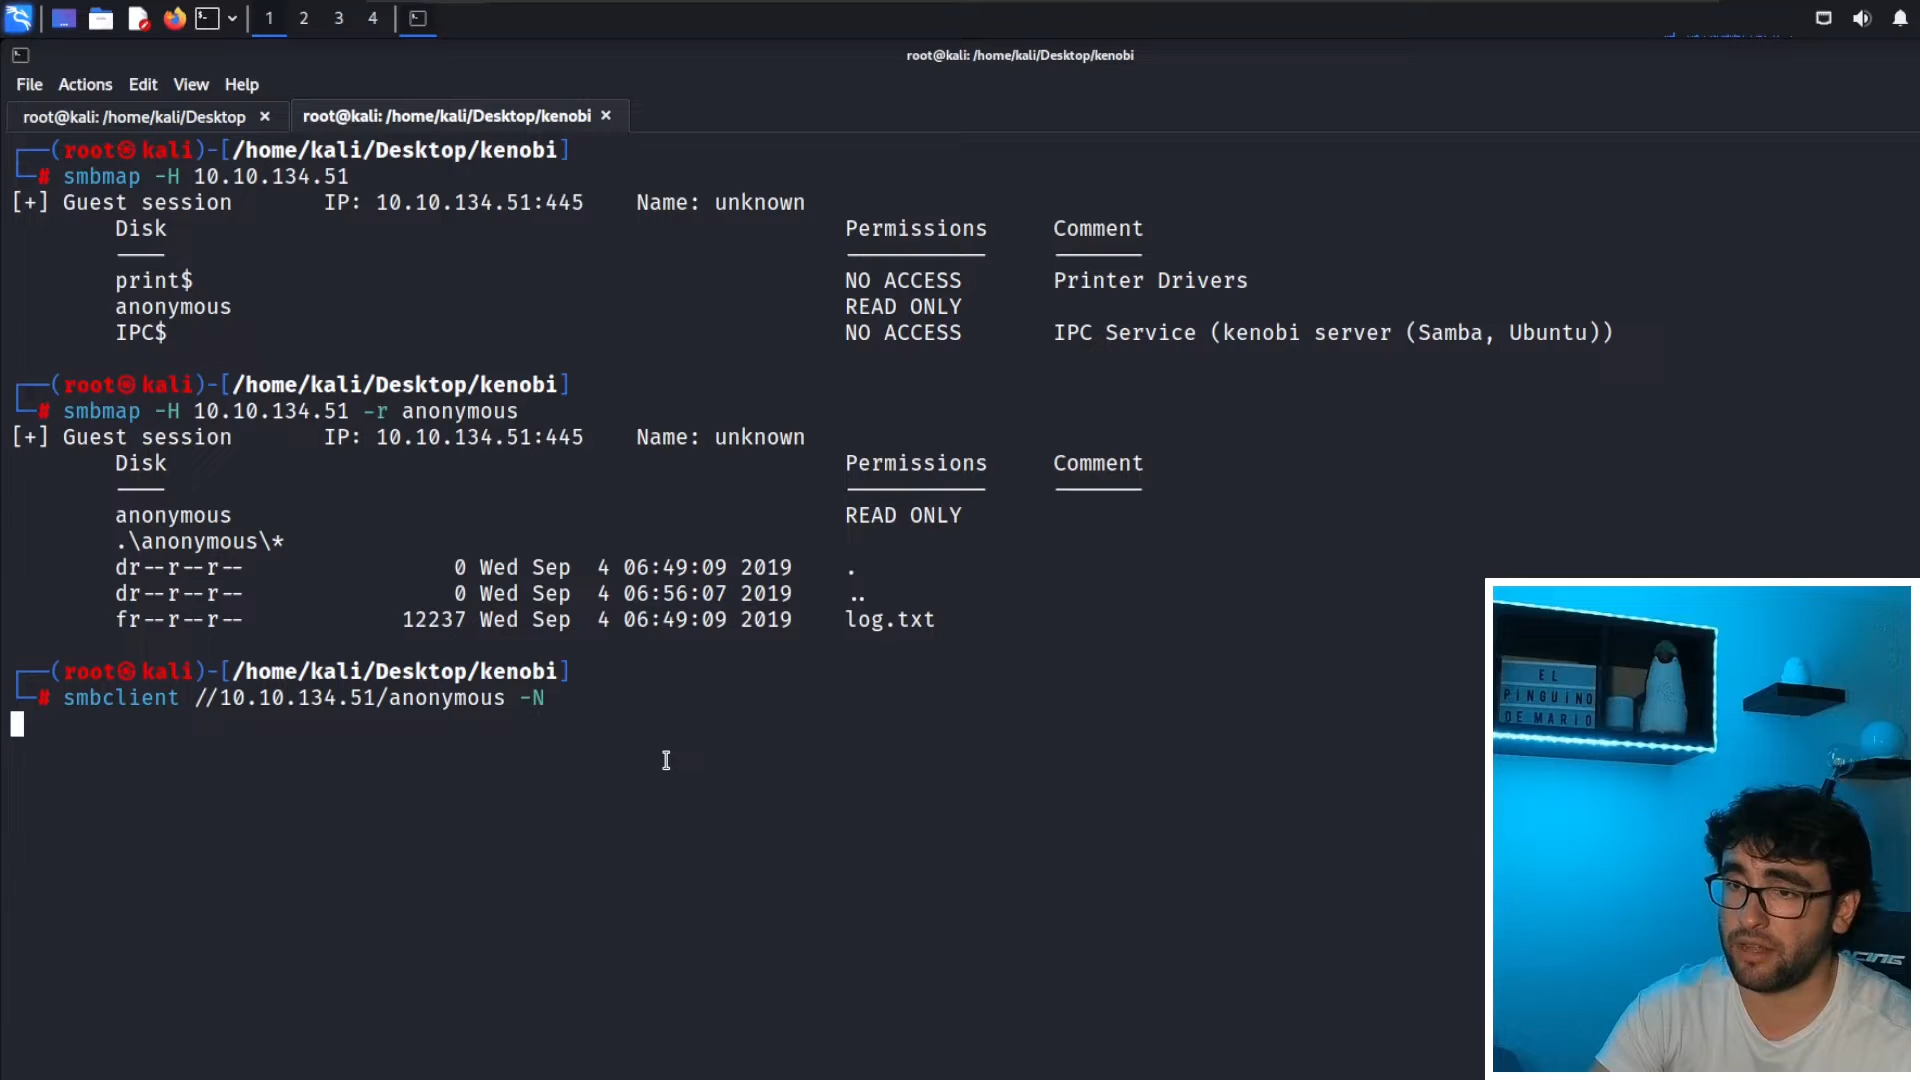 1 2 3 4
root@kali: /home/kali/Desktop/kenobi
File Actions Edit View Help
root@kali: /home/kali/Desktop × root@kali: /home/kali/Desktop/kenobi ×
┌──(root㉿kali)-[/home/kali/Desktop/kenobi]
└─# smbmap -H 10.10.134.51
[+] Guest session IP: 10.10.134.51:445 Name: unknown
Disk Permissions Comment
---- ----------- -------
print$ NO ACCESS Printer Drivers
anonymous READ ONLY
IPC$ NO ACCESS IPC Service (kenobi server (Samba, Ubuntu))
┌──(root㉿kali)-[/home/kali/Desktop/kenobi]
└─# smbmap -H 10.10.134.51 -r anonymous
[+] Guest session IP: 10.10.134.51:445 Name: unknown
Disk Permissions Comment
---- ----------- -------
anonymous READ ONLY
.\anonymous\*
dr--r--r-- 0 Wed Sep 4 06:49:09 2019 .
dr--r--r-- 0 Wed Sep 4 06:56:07 2019 ..
fr--r--r-- 12237 Wed Sep 4 06:49:09 2019 log.txt
┌──(root㉿kali)-[/home/kali/Desktop/kenobi]
└─# smbclient //10.10.134.51/anonymous -N
EL
PINGUINO
DE MARIO